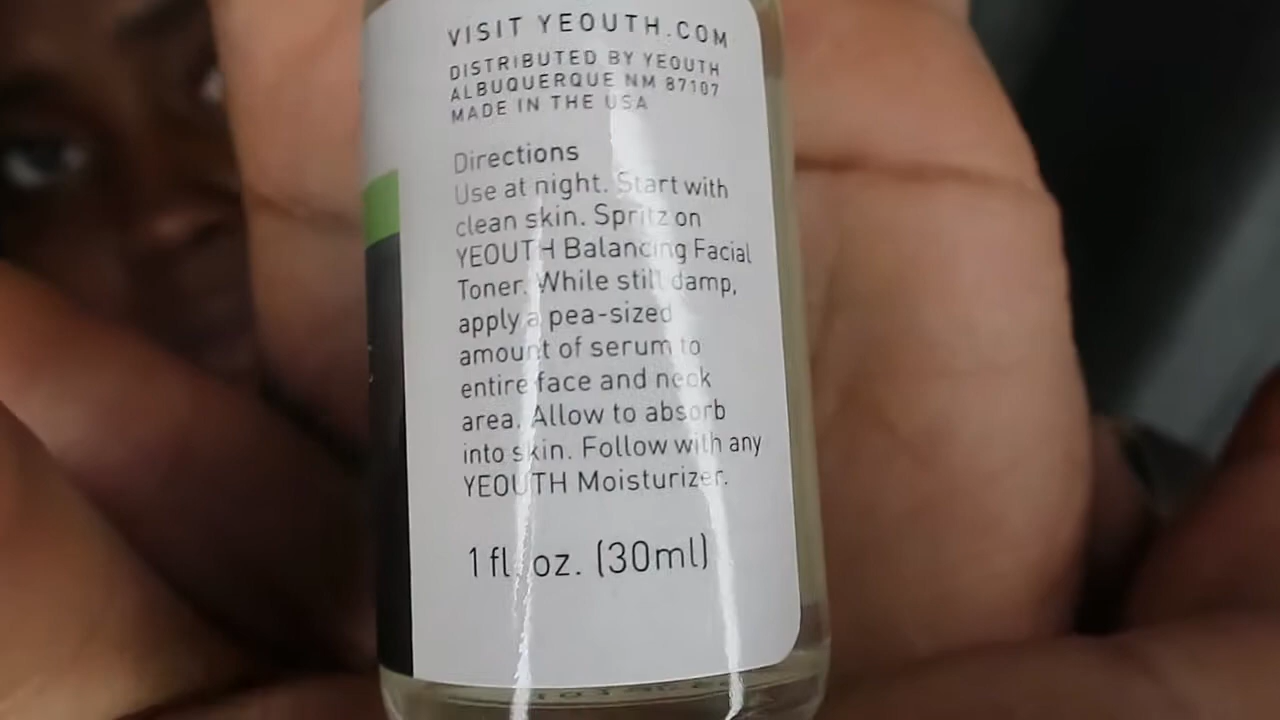 VISIT YEOUTH.COM
DISTRIBUTED BY YEOUTH
ALBUQUERQUE NM 87107
MADE IN THE USA
Directions
Use at night. Start with
clean skin. Spritz on
YEOUTH Balancing Facial
Toner. While still damp,
apply a pea-sized
amount of serum to
entire face and neck
area. Allow to absorb
into skin. Follow with any
YEOUTH Moisturizer.
1 fl. oz. (30ml)